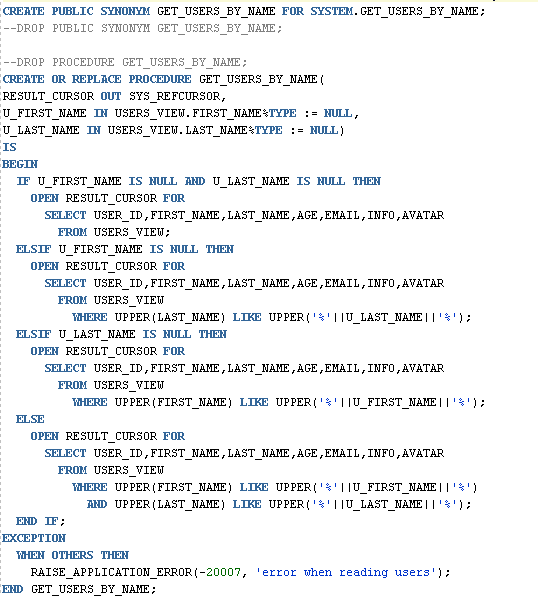 CREATE PUBLIC SYNONYM GET_USERS_BY_NAME FOR SYSTEM.GET_USERS_BY_NAME;
--DROP PUBLIC SYNONYM GET_USERS_BY_NAME;
--DROP PROCEDURE GET_USERS_BY_NAME;
CREATE OR REPLACE PROCEDURE GET_USERS_BY_NAME(
RESULT_CURSOR OUT SYS_REFCURSOR,
U_FIRST_NAME IN USERS_VIEW.FIRST_NAME%TYPE := NULL,
U_LAST_NAME IN USERS_VIEW.LAST_NAME%TYPE := NULL)
IS
BEGIN
IF U_FIRST_NAME IS NULL AND U_LAST_NAME IS NULL THEN
OPEN RESULT_CURSOR FOR
SELECT USER_ID,FIRST_NAME,LAST_NAME,AGE,EMAIL,INFO,AVATAR
FROM USERS_VIEW;
ELSIF U_FIRST_NAME IS NULL THEN
OPEN RESULT_CURSOR FOR
SELECT USER_ID,FIRST_NAME,LAST_NAME,AGE,EMAIL,INFO,AVATAR
FROM USERS_VIEW
WHERE UPPER(LAST_NAME) LIKE UPPER('%'||U_LAST_NAME||'%');
ELSIF U_LAST_NAME IS NULL THEN
OPEN RESULT_CURSOR FOR
SELECT USER_ID,FIRST_NAME,LAST_NAME,AGE,EMAIL,INFO,AVATAR
FROM USERS_VIEW
WHERE UPPER(FIRST_NAME) LIKE UPPER('%'||U_FIRST_NAME||'%');
ELSE
OPEN RESULT_CURSOR FOR
SELECT USER_ID,FIRST_NAME,LAST_NAME,AGE,EMAIL,INFO,AVATAR
FROM USERS_VIEW
WHERE UPPER(FIRST_NAME) LIKE UPPER('%'||U_FIRST_NAME||'%')
AND UPPER(LAST_NAME) LIKE UPPER('%'||U_LAST_NAME||'%');
END IF;
EXCEPTION
WHEN OTHERS THEN
RAISE_APPLICATION_ERROR(-20007, 'error when reading users');
END GET_USERS_BY_NAME;